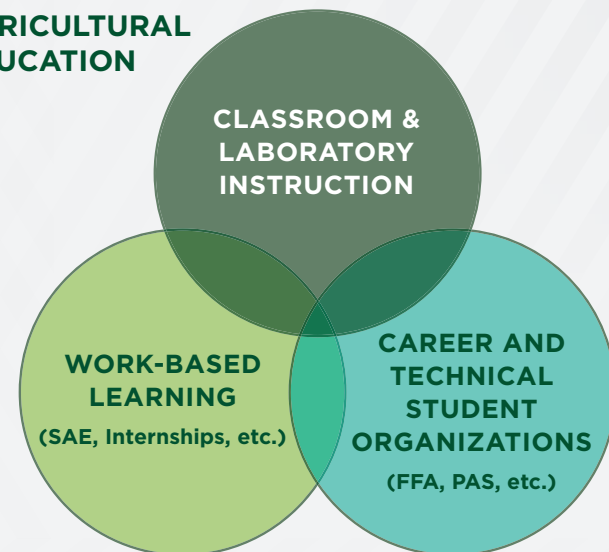 RICULTURAL
UCATION
CLASSROOM &
LABORATORY
INSTRUCTION
WORK-BASED
LEARNING
(SAE, Internships, etc.)
CAREER AND
TECHNICAL
STUDENT
ORGANIZATIONS
(FFA, PAS, etc.)